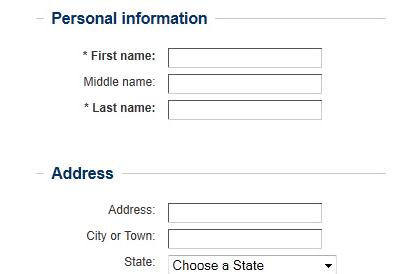 Personal information
* First name:
Middle name:
* Last name:
Address
Address:
City or Town:
State: Choose a State